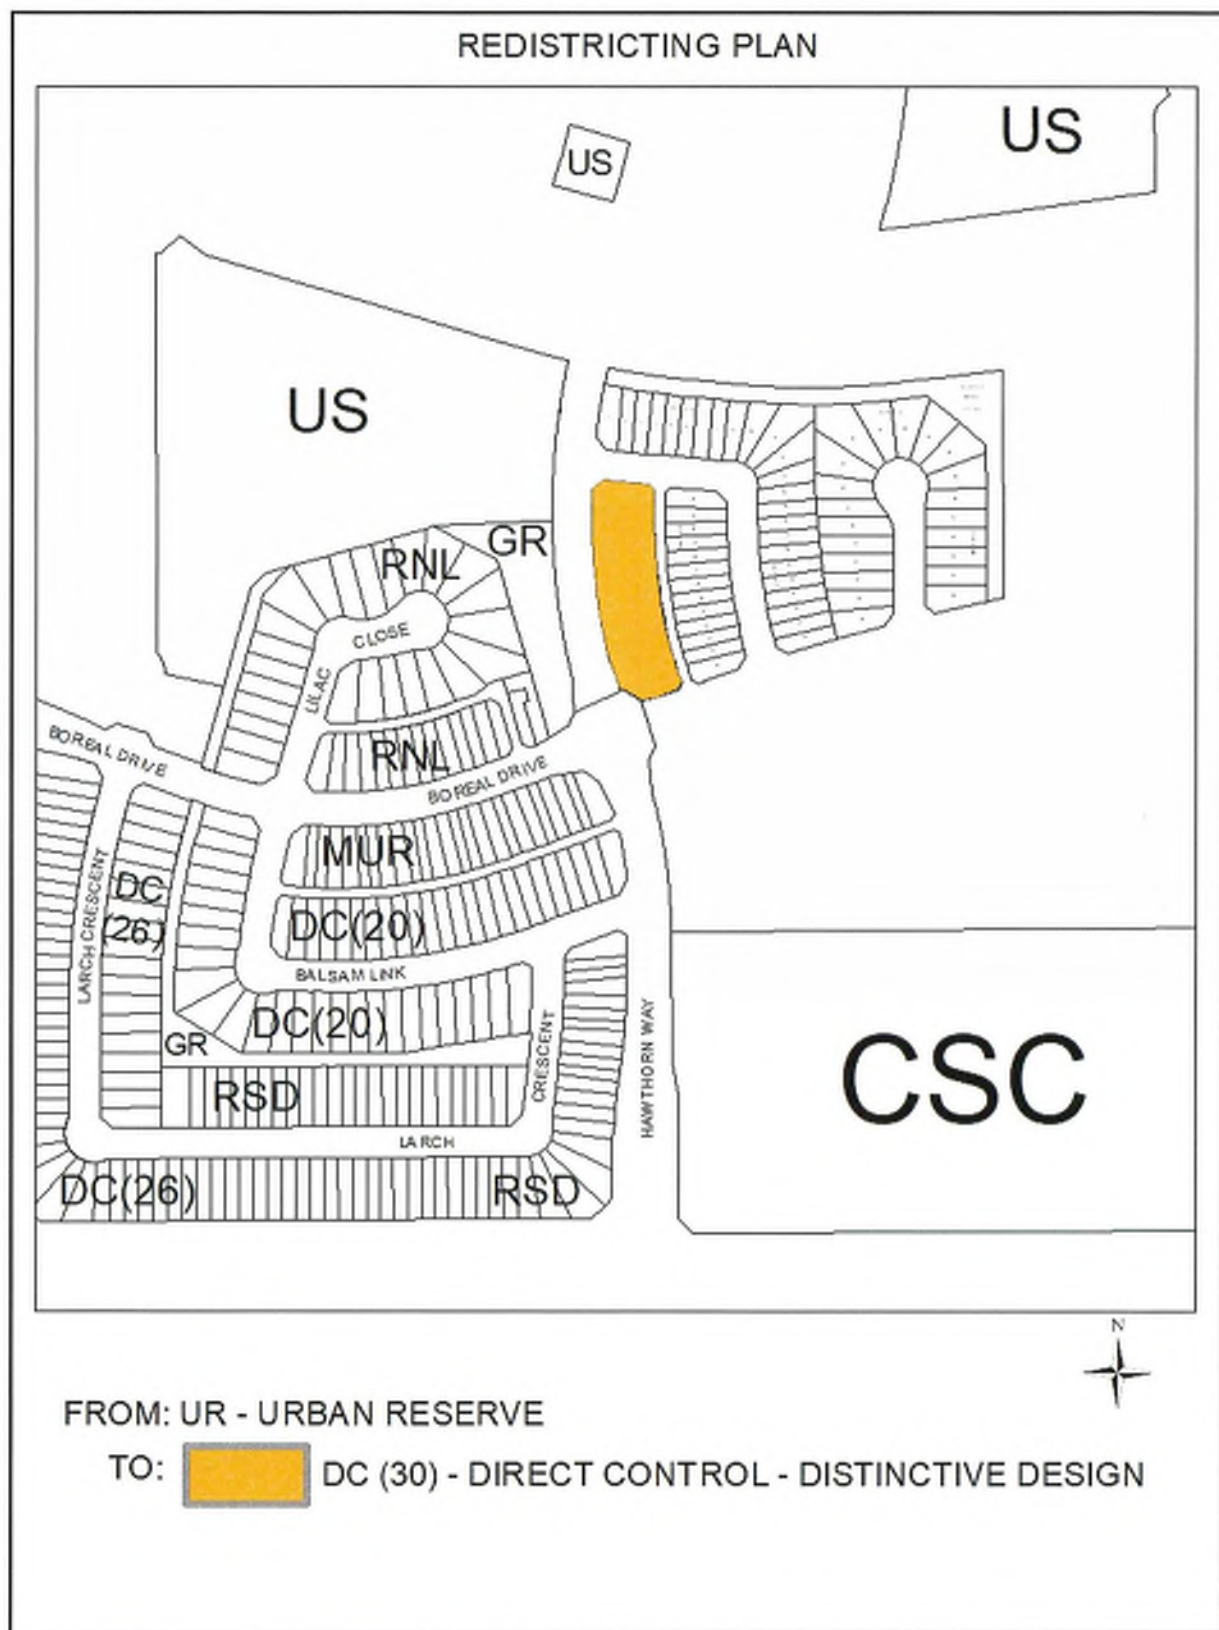 REDISTRICTING PLAN
US
US
US
GR
RNL
CLOSE
LILAC
RNL
BOREAL DRIVE
BOREAL DRIVE
MUR
LARCH CRESCENT
DC
(26)
DC(20)
BALSAM LINK
DC(20)
GR
CRESCENT
HAWTHORN WAY
CSC
RSD
LARCH
DC(26)
RSD
N
FROM: UR - URBAN RESERVE
TO: DC (30) - DIRECT CONTROL - DISTINCTIVE DESIGN